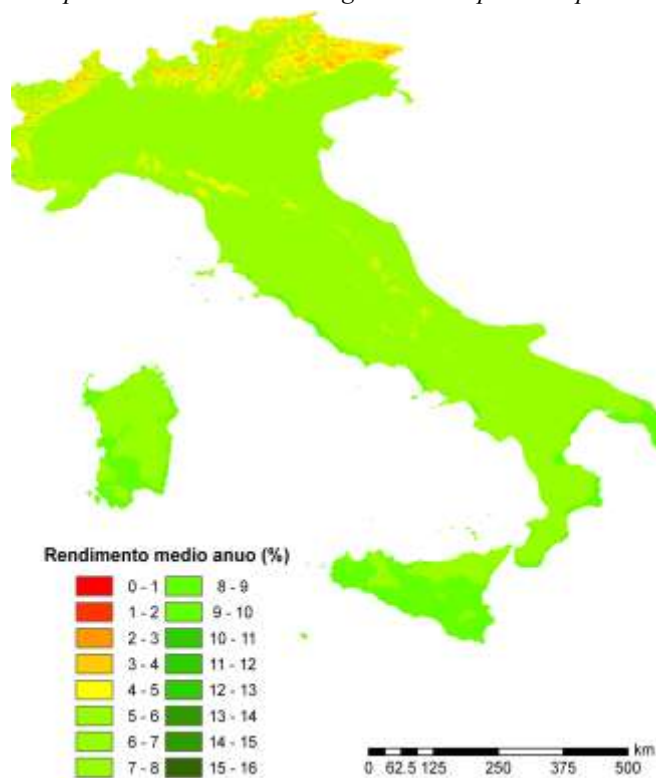 Rendimento medio anuo (%)
0 - 1 8 - 9
1 - 2 9 - 10
2 - 3 10 - 11
3 - 4 11 - 12
4 - 5 12 - 13
5 - 6 13 - 14
6 - 7 14 - 15
7 - 8 15 - 16
km
0 62.5 125 250 375 500